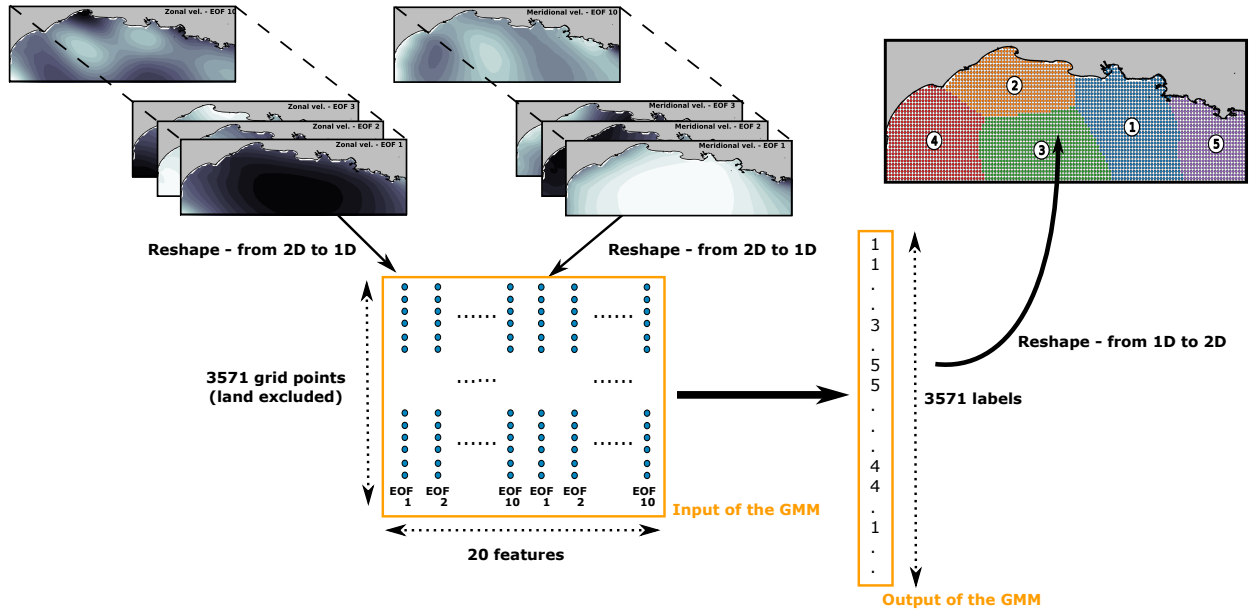 Zonal vel. - EOF 10
Zonal vel. - EOF 3
Zonal vel. - EOF 2
Zonal vel. - EOF 1
Meridional vel. - EOF 10
Meridional vel. - EOF 3
Meridional vel. - EOF 2
Meridional vel. - EOF 1
2
4
3
1
5
Reshape - from 2D to 1D
Reshape - from 2D to 1D
3571 grid points
(land excluded)
......
......
......
......
......
......
EOF
1
EOF
2
EOF
10
EOF
1
EOF
2
EOF
10
Input of the GMM
20 features
1
1
.
.
3
.
5
5
.
.
.
4
4
.
1
.
.
3571 labels
Output of the GMM
Reshape - from 1D to 2D